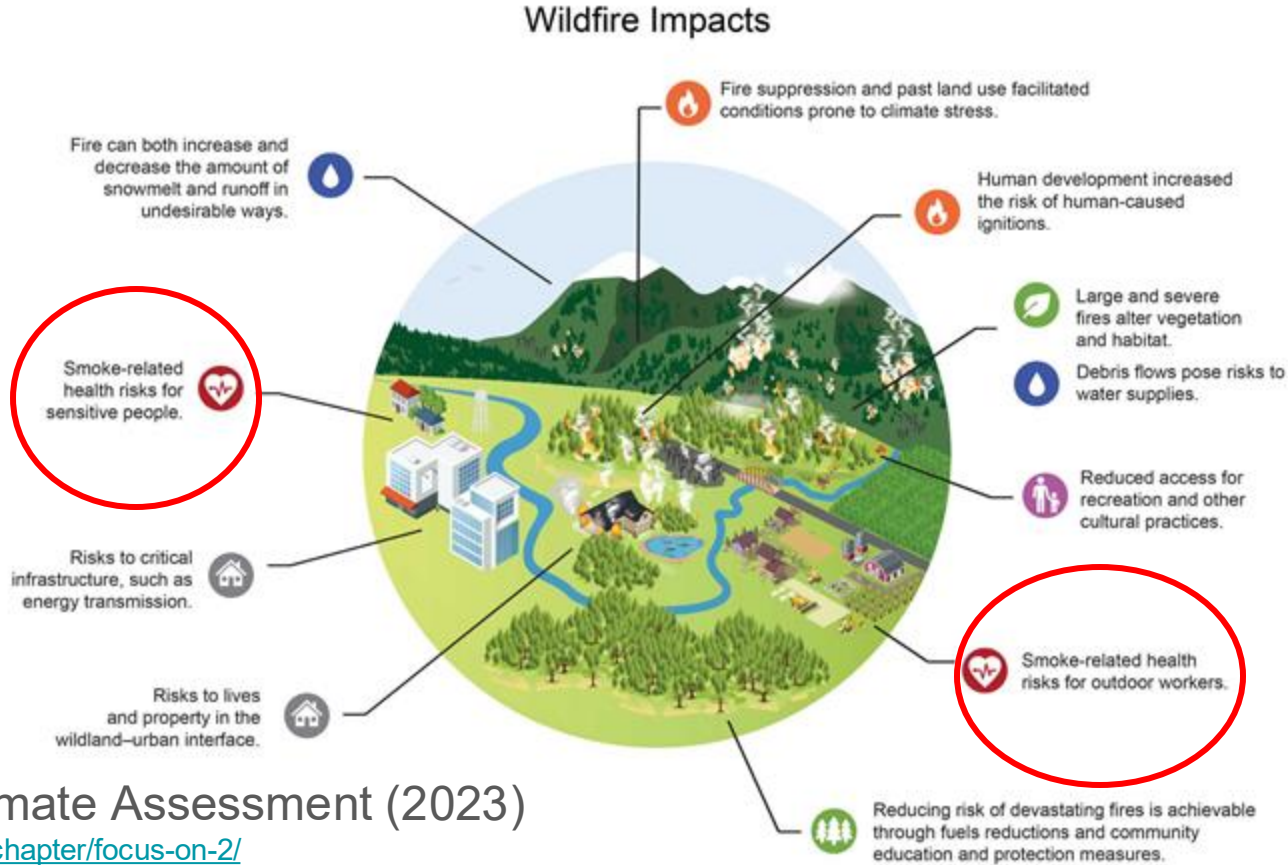 Wildfire Impacts
Fire suppression and past land use facilitated
conditions prone to climate stress.
Fire can both increase and
decrease the amount of
snowmelt and runoff in
undesirable ways.
Human development increased
the risk of human-caused
ignitions.
Large and severe
fires alter vegetation
and habitat.
Debris flows pose risks to
water supplies.
Smoke-related
health risks for
sensitive people.
Reduced access for
recreation and other
cultural practices.
Risks to critical
infrastructure, such as
energy transmission.
Smoke-related health
risks for outdoor workers.
Risks to lives
and property in the
wildland–urban interface.
Reducing risk of devastating fires is achievable
through fuels reductions and community
education and protection measures.
mate Assessment (2023)
chapter/focus-on-2/